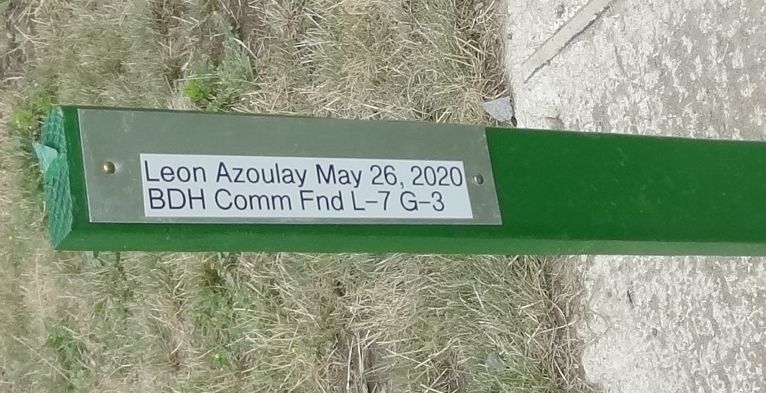 Leon Azoulay May 26, 2020
BDH Comm Fnd L-7 G-3